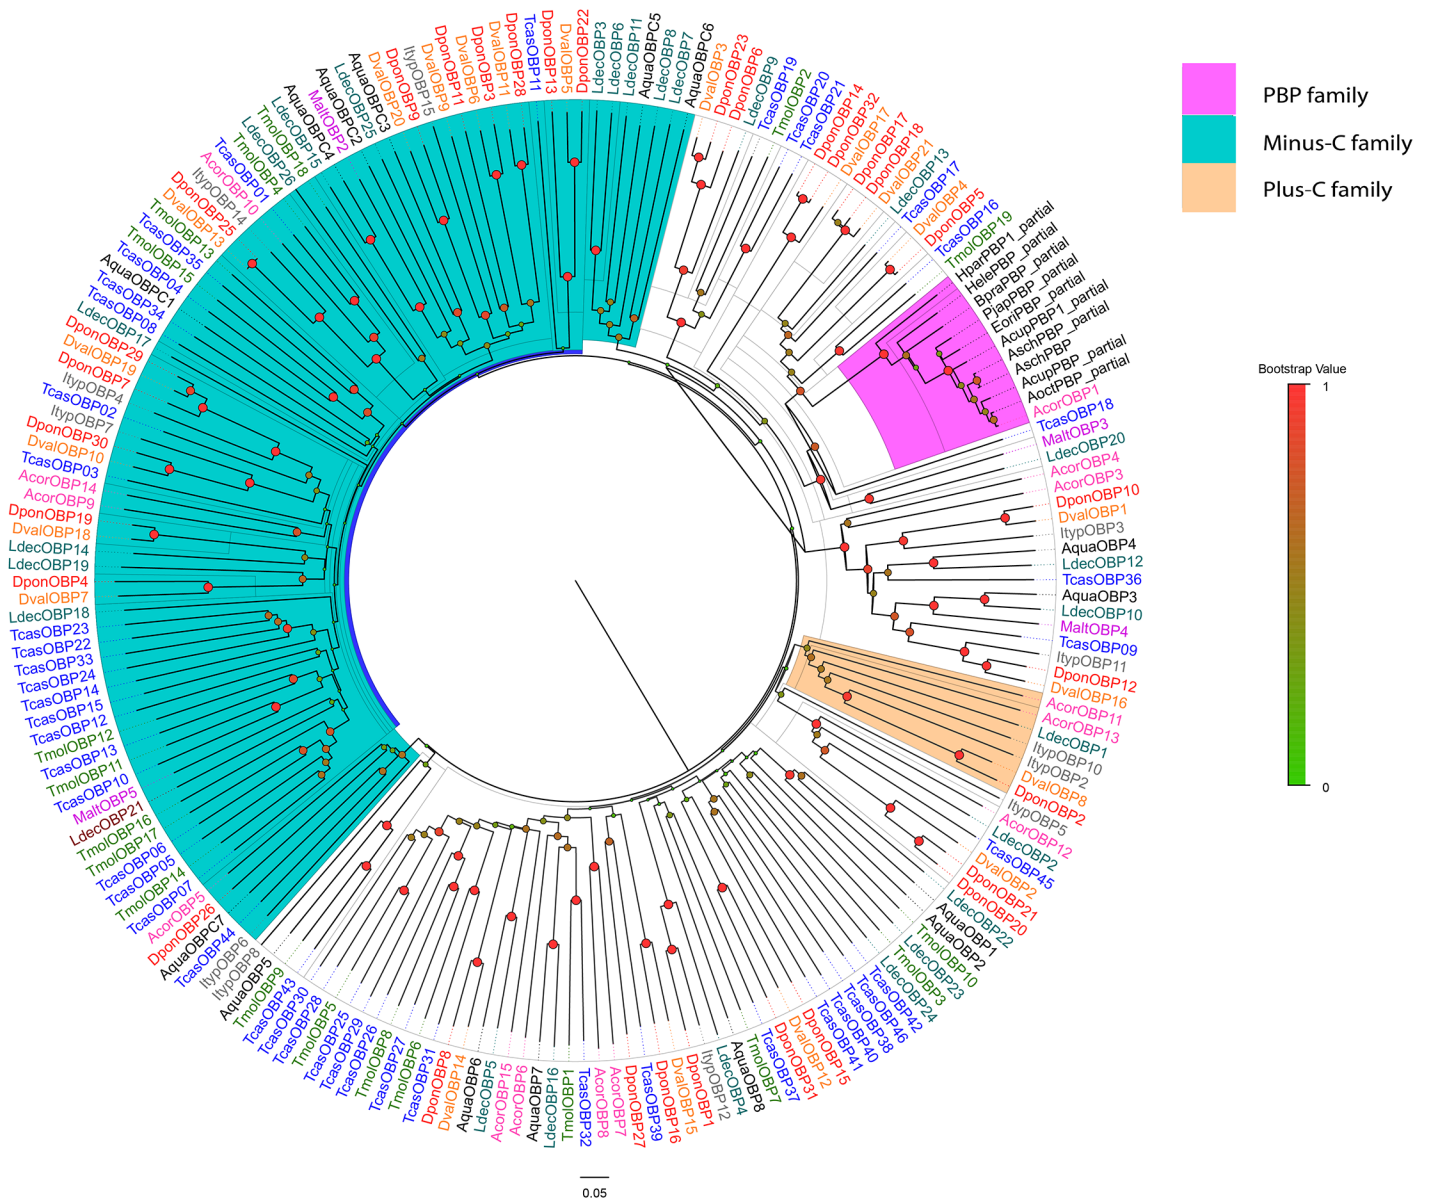 DponOBP22
LdecOBP3
LdecOBP6
LdecOBP11
AquaOBPC5
LdecOBP8
LdecOBP7
AquaOBPC6
DvalOBP3
DponOBP23
DponOBP6
LdecOBP9
TcasOBP19
TmolOBP2
TcasOBP20
TcasOBP21
DponOBP14
DponOBP32
DvalOBP17
DponOBP17
DponOBP18
DvalOBP21
LdecOBP13
TcasOBP17
DvalOBP4
DponOBP5
TcasOBP16
TmolOBP19
HparPBP1_partial
HelePBP_partial
BpraPBP_partial
PjapPBP_partial
EoriPBP_partial
AcupPBP1_partial
AschPBP_partial
AschPBP
AcupPBP_partial
AoctPBP_partial
AcorOBP1
TcasOBP18
MaltOBP3
LdecOBP20
AcorOBP4
AcorOBP3
DponOBP10
DvalOBP1
ItypOBP3
AquaOBP4
LdecOBP12
TcasOBP36
AquaOBP3
LdecOBP10
MaltOBP4
TcasOBP09
ItypOBP11
DponOBP12
DvalOBP16
AcorOBP11
AcorOBP13
LdecOBP1
ItypOBP10
ItypOBP2
DvalOBP8
DponOBP2
ItypOBP5
AcorOBP12
LdecOBP2
TcasOBP45
DvalOBP2
DponOBP21
DponOBP20
LdecOBP22
AquaOBP1
AquaOBP2
TmolOBP10
LdecOBP23
TmolOBP3
LdecOBP24
TcasOBP42
TcasOBP46
TcasOBP38
TcasOBP40
TcasOBP41
DponOBP15
DvalOBP12
DponOBP31
TcasOBP37
TmolOBP7
AquaOBP8
LdecOBP4
ItypOBP12
DponOBP1
DvalOBP15
DponOBP16
TcasOBP39
DponOBP27
AcorOBP7
AcorOBP8
TcasOBP32
TmolOBP1
LdecOBP16
AquaOBP7
AcorOBP6
AcorOBP15
LdecOBP5
AquaOBP6
DvalOBP14
DponOBP8
TcasOBP31
TmolOBP6
TcasOBP27
TmolOBP8
TcasOBP26
TcasOBP29
TcasOBP25
TmolOBP5
TcasOBP28
TcasOBP30
TcasOBP43
TmolOBP9
AquaOBP5
ItypOBP8
ItypOBP6
TcasOBP44
AquaOBPC7
DponOBP26
AcorOBP5
TcasOBP07
TmolOBP14
TcasOBP05
TcasOBP06
TmolOBP17
TmolOBP16
LdecOBP21
MaltOBP5
TcasOBP10
TmolOBP11
TcasOBP13
TmolOBP12
TcasOBP12
TcasOBP15
TcasOBP14
TcasOBP24
TcasOBP33
TcasOBP22
TcasOBP23
LdecOBP18
DvalOBP7
DponOBP4
LdecOBP19
LdecOBP14
DvalOBP18
DponOBP19
AcorOBP9
AcorOBP14
TcasOBP03
DvalOBP10
DponOBP30
ItypOBP7
TcasOBP02
ItypOBP4
DponOBP7
DvalOBP19
DponOBP29
LdecOBP17
TcasOBP08
TcasOBP34
AquaOBPC1
TcasOBP04
TmolOBP15
TcasOBP35
TmolOBP13
DvalOBP13
DponOBP25
ItypOBP14
AcorOBP10
TcasOBP01
TmolOBP4
LdecOBP26
TmolOBP18
LdecOBP15
AquaOBPC4
MaltOBP2
AquaOBPC2
LdecOBP25
AquaOBPC3
DvalOBP20
DponOBP9
ItypOBP15
DvalOBP9
DponOBP11
DvalOBP6
DponOBP3
DvalOBP11
DponOBP28
TcasOBP11
DponOBP13
DvalOBP5
PBP family
Minus-C family
Plus-C family
Bootstrap Value
1
0
0.05